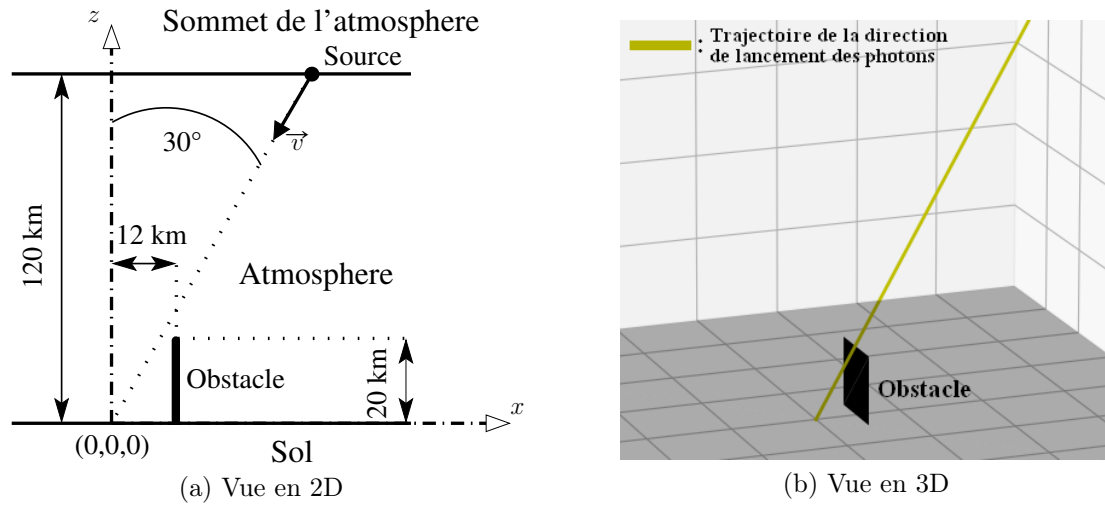 z
Sommet de l'atmosphere
Source
30°
v
12 km
120 km
Atmosphere
Obstacle
20 km
x
(0,0,0)
Sol
(a) Vue en 2D
: Trajectoire de la direction
de lancement des photons
Obstacle
(b) Vue en 3D